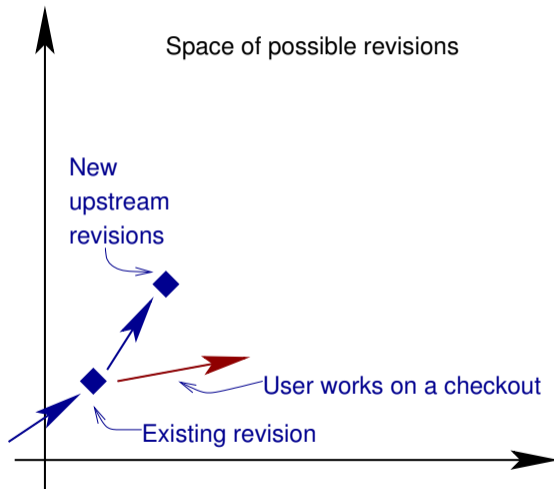 Space of possible revisions
New
upstream
revisions
User works on a checkout
Existing revision